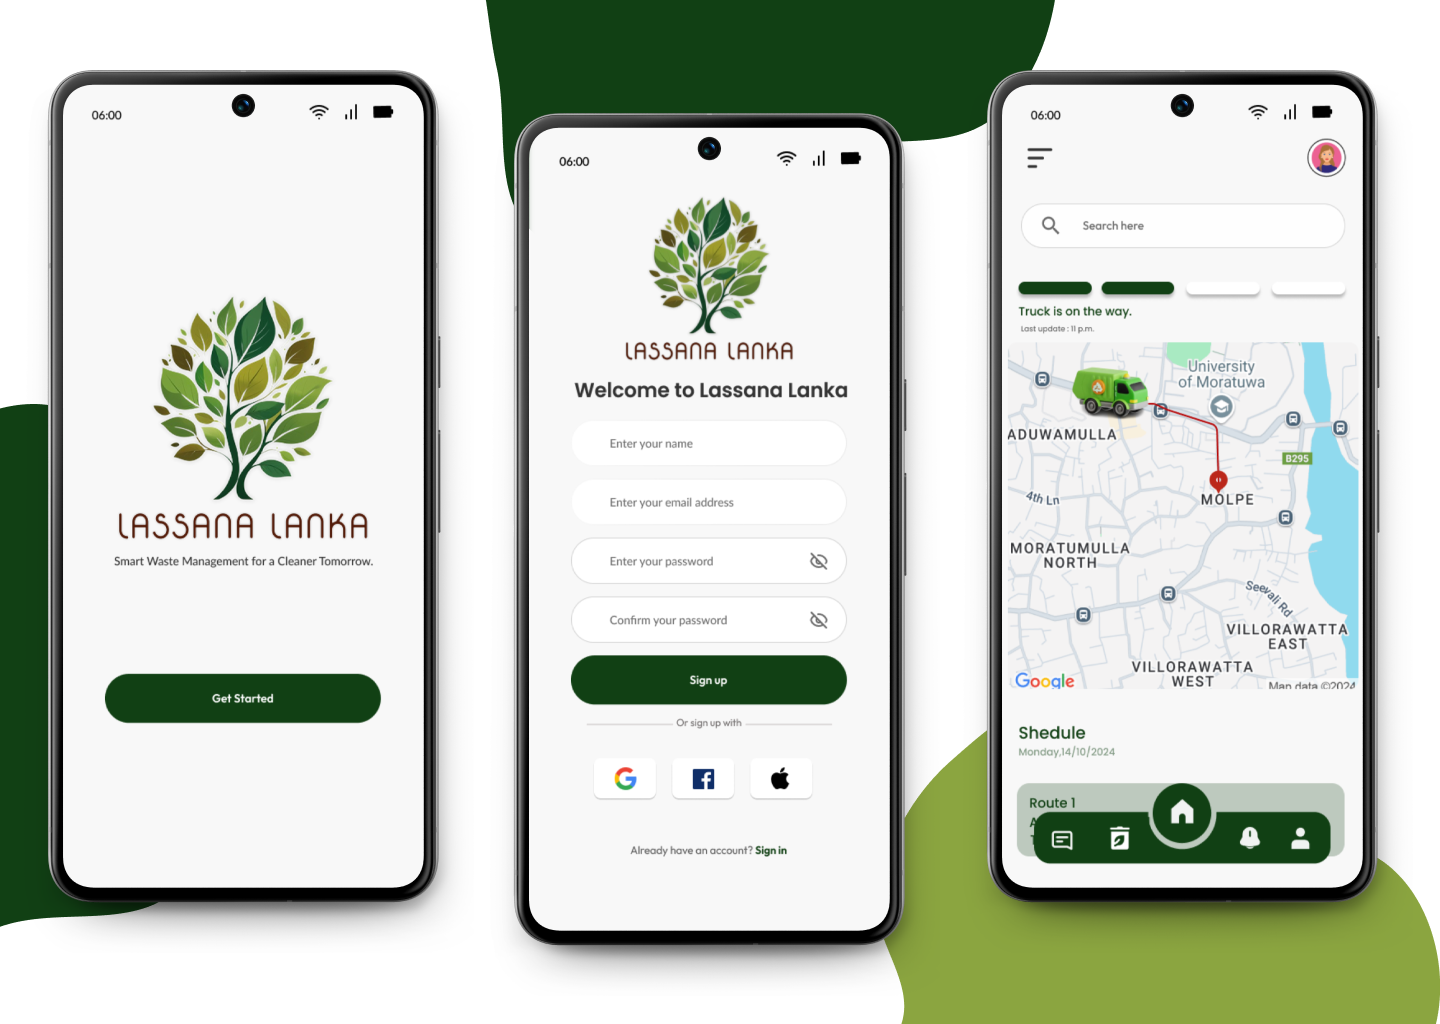 06:00
LASSANA LANKA
Smart Waste Management for a Cleaner Tomorrow.
Get Started
06:00
LASSANA LANKA
Welcome to Lassana Lanka
Enter your name
Enter your email address
Enter your password
Confirm your password
Sign up
Or sign up with
Already have an account? Sign in
06:00
Search here
Truck is on the way.
Last update : 11 p.m.
University
of Moratuwa
ADUWAMULLA
B295
4th Ln
MOLPE
MORATUMULLA
NORTH
Seevali Rd
VILLORAWATTA
EAST
VILLORAWATTA
WEST
Google
Map data ©2024
Shedule
Monday,14/10/2024
Route 1